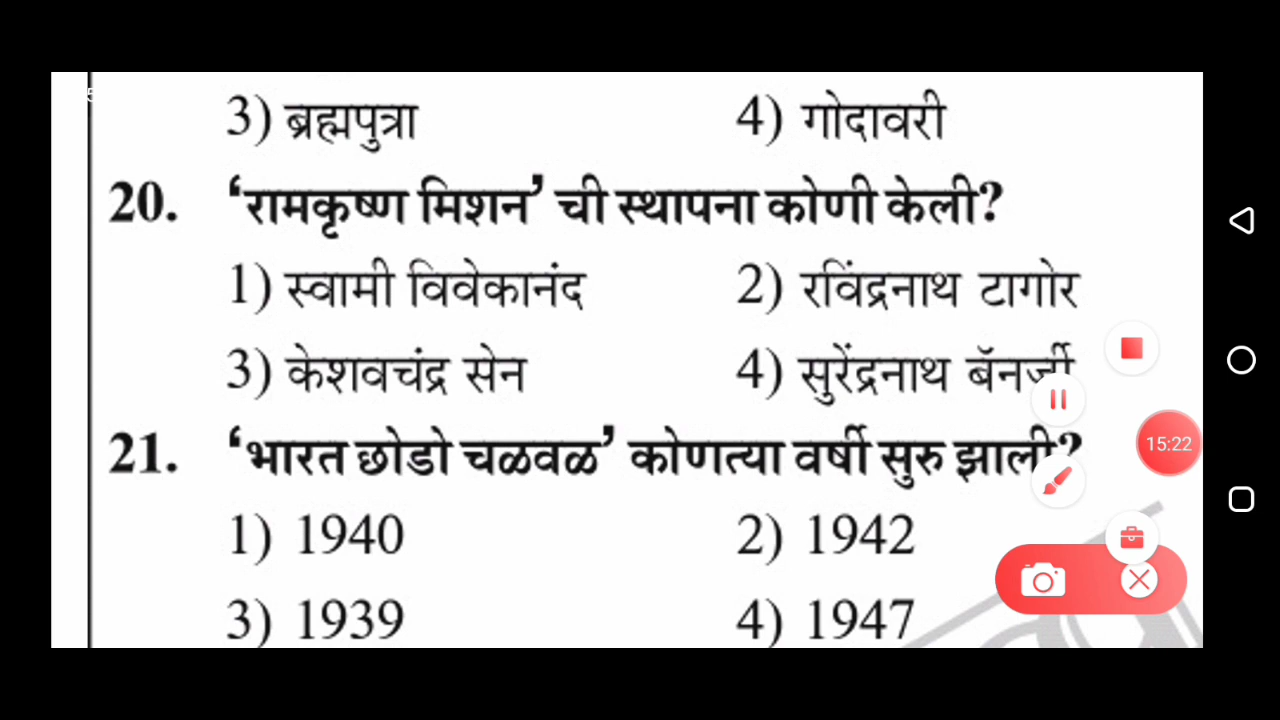 3) ब्रह्मपुत्रा 4) गोदावरी
20. ‘रामकृष्ण मिशन’ ची स्थापना कोणी केली?
1) स्वामी विवेकानंद 2) रविंद्रनाथ टागोर
3) केशवचंद्र सेन 4) सुरेंद्रनाथ बॅनर्जी
21. ‘भारत छोडो चळवळ’ कोणत्या वर्षी सुरु झाली?
15:22
1) 1940 2) 1942
3) 1939 4) 1947